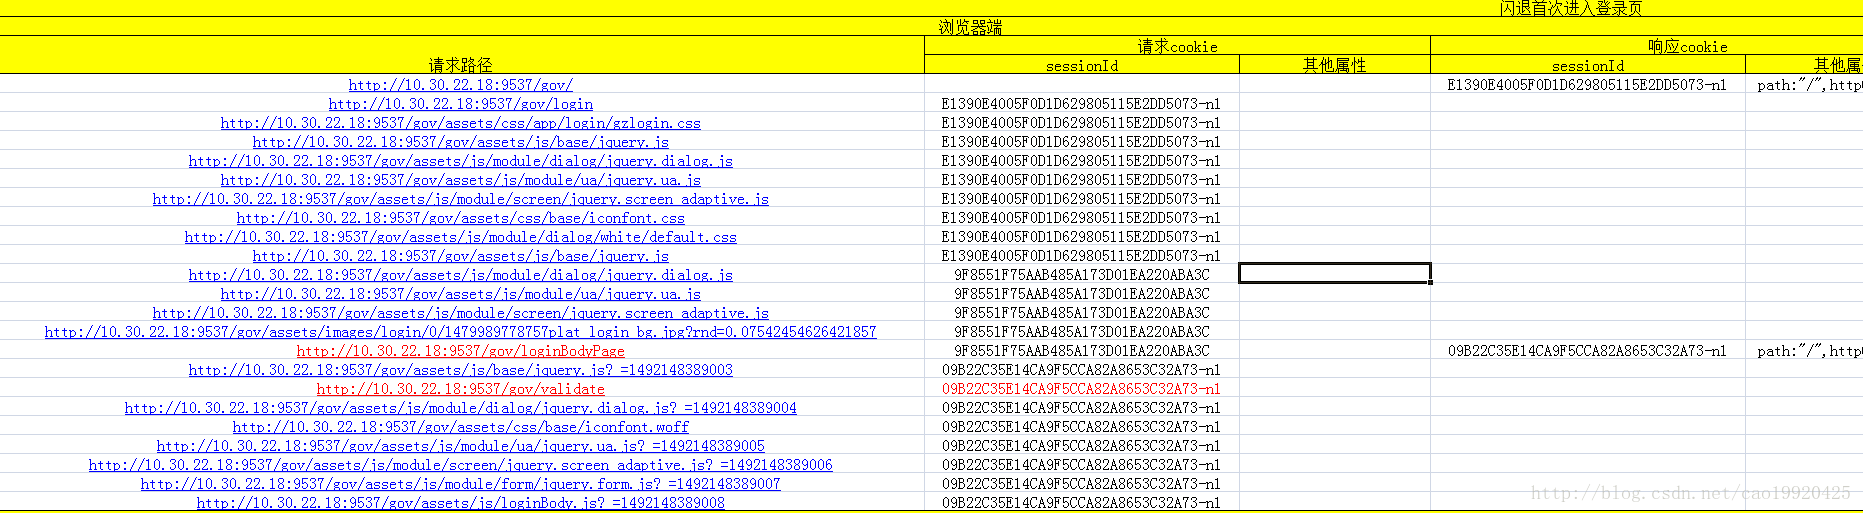 闪退首次进入登录页
浏览器端
请求cookie 响应cookie
请求路径 sessionId 其他属性 sessionId 其他属
http://10.30.22.18:9537/gov/ E1390E4005F0D1D629805115E2DD5073-n1 path:"/",http
http://10.30.22.18:9537/gov/login E1390E4005F0D1D629805115E2DD5073-n1
http://10.30.22.18:9537/gov/assets/css/app/login/gzlogin.css E1390E4005F0D1D629805115E2DD5073-n1
http://10.30.22.18:9537/gov/assets/js/base/jquery.js E1390E4005F0D1D629805115E2DD5073-n1
http://10.30.22.18:9537/gov/assets/js/module/dialog/jquery.dialog.js E1390E4005F0D1D629805115E2DD5073-n1
http://10.30.22.18:9537/gov/assets/js/module/ua/jquery.ua.js E1390E4005F0D1D629805115E2DD5073-n1
http://10.30.22.18:9537/gov/assets/js/module/screen/jquery.screen_adaptive.js E1390E4005F0D1D629805115E2DD5073-n1
http://10.30.22.18:9537/gov/assets/css/base/iconfont.css E1390E4005F0D1D629805115E2DD5073-n1
http://10.30.22.18:9537/gov/assets/js/module/dialog/white/default.css E1390E4005F0D1D629805115E2DD5073-n1
http://10.30.22.18:9537/gov/assets/js/base/jquery.js E1390E4005F0D1D629805115E2DD5073-n1
http://10.30.22.18:9537/gov/assets/js/module/dialog/jquery.dialog.js 9F8551F75AAB485A173D01EA220ABA3C
http://10.30.22.18:9537/gov/assets/js/module/ua/jquery.ua.js 9F8551F75AAB485A173D01EA220ABA3C
http://10.30.22.18:9537/gov/assets/js/module/screen/jquery.screen_adaptive.js 9F8551F75AAB485A173D01EA220ABA3C
http://10.30.22.18:9537/gov/assets/images/login/0/1479989778757plat_login_bg.jpg?rnd=0.07542454626421857 9F8551F75AAB485A173D01EA220ABA3C
http://10.30.22.18:9537/gov/loginBodyPage 9F8551F75AAB485A173D01EA220ABA3C 09B22C35E14CA9F5CCA82A8653C32A73-n1 path:"/",http
http://10.30.22.18:9537/gov/assets/js/base/jquery.js?_=1492148389003 09B22C35E14CA9F5CCA82A8653C32A73-n1
http://10.30.22.18:9537/gov/validate 09B22C35E14CA9F5CCA82A8653C32A73-n1
http://10.30.22.18:9537/gov/assets/js/module/dialog/jquery.dialog.js?_=1492148389004 09B22C35E14CA9F5CCA82A8653C32A73-n1
http://10.30.22.18:9537/gov/assets/css/base/iconfont.woff 09B22C35E14CA9F5CCA82A8653C32A73-n1
http://10.30.22.18:9537/gov/assets/js/module/ua/jquery.ua.js?_=1492148389005 09B22C35E14CA9F5CCA82A8653C32A73-n1
http://10.30.22.18:9537/gov/assets/js/module/screen/jquery.screen_adaptive.js?_=1492148389006 09B22C35E14CA9F5CCA82A8653C32A73-n1
http://10.30.22.18:9537/gov/assets/js/module/form/jquery.form.js?_=1492148389007 09B22C35E14CA9F5CCA82A8653C32A73-n1
http://10.30.22.18:9537/gov/assets/js/loginBody.js?_=1492148389008 09B22C35E14CA9F5CCA82A8653C32A73-n1
http://blog.csdn.net/cao19920425